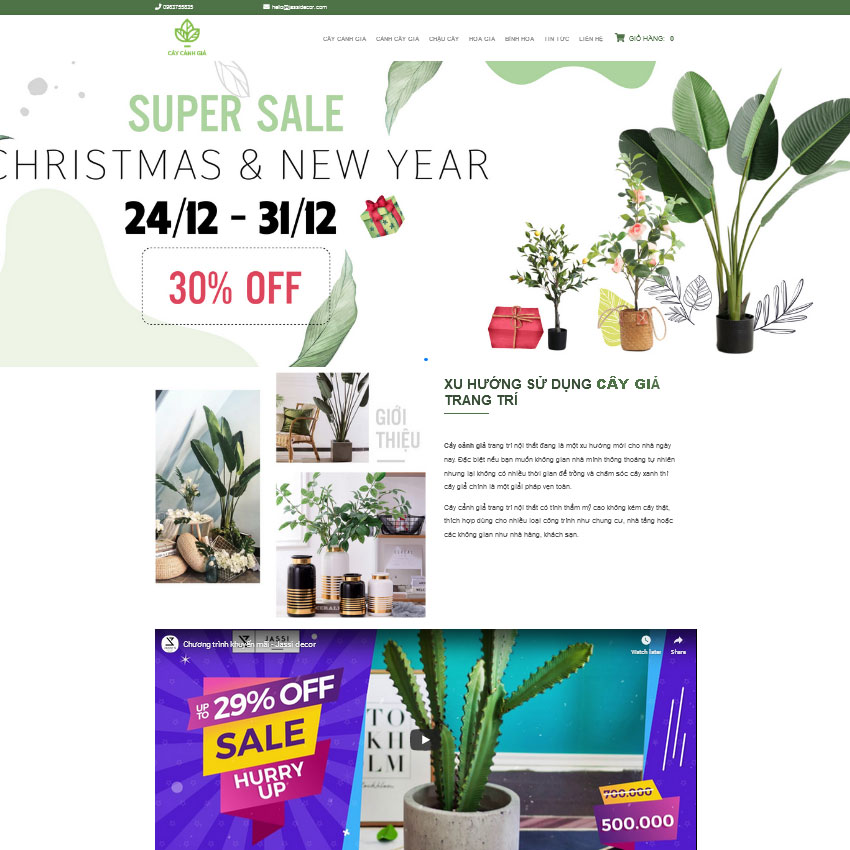 0963755835
hello@jassidecor.com
CÂY CẢNH GIẢ
CÂY CẢNH GIẢ
CÀNH CÂY GIẢ
CHẬU CÂY
HOA GIẢ
BÌNH HOA
TIN TỨC
LIÊN HỆ
GIỎ HÀNG: 0
SUPER SALE
CHRISTMAS & NEW YEAR
24/12 - 31/12
30% OFF
GIỚI
THIỆU
XU HƯỚNG SỬ DỤNG CÂY GIẢ
TRANG TRÍ
Cây cảnh giả trang trí nội thất đang là một xu hướng mới cho nhà ngày
nay. Đặc biệt nếu bạn muốn không gian nhà mình thông thoáng tự nhiên
nhưng lại không có nhiều thời gian để trồng và chăm sóc cây xanh thì
cây giả chính là một giải pháp vẹn toàn.
Cây cảnh giả trang trí nội thất có tính thẩm mỹ cao không kém cây thật,
thích hợp dùng cho nhiều loại công trình như chung cư, nhà tầng hoặc
các không gian như nhà hàng, khách sạn.
JASSI
Chương trình khuyến mãi - Jassi decor
Watch later
Share
UP TO 29% OFF
SALE
HURRY
UP
TO
KH
LM
700.000
500.000